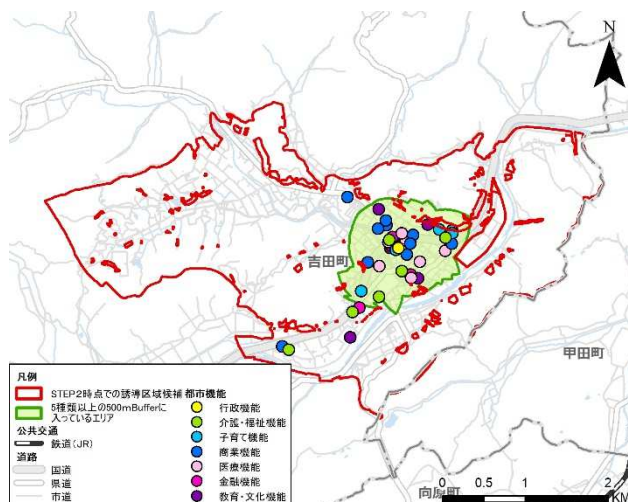 N
吉田町
甲田町
向原町
凡例
STEP2時点での誘導区域候補
5種類以上の500mBufferに
入っているエリア
公共交通
鉄道(JR)
道路
国道
県道
市道
都市機能
行政機能
介護・福祉機能
子育て機能
商業機能
医療機能
金融機能
教育・文化機能
0 0.5 1 2
KM